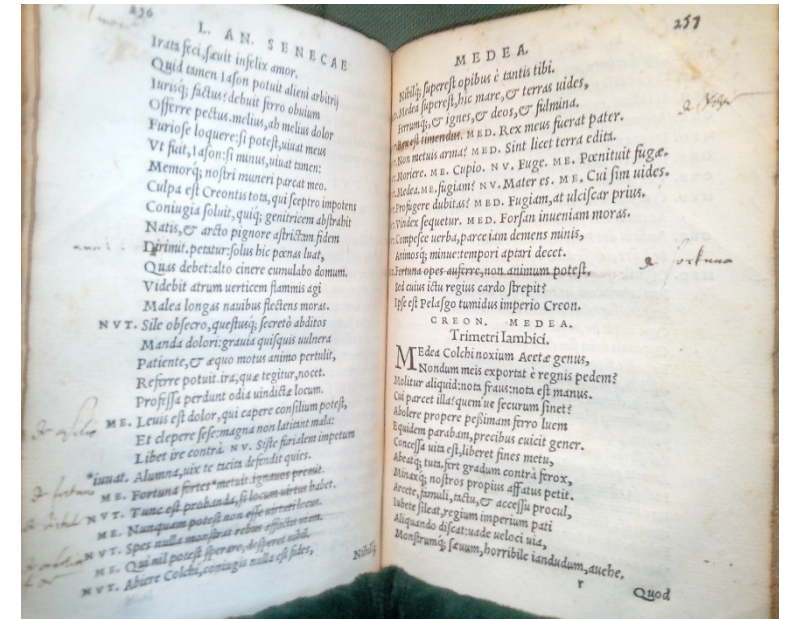 236
L. AN. SENECAE
Irata feci, sæuit infelix amor.
Quid tamen Iason potuit alieni arbitrij
Iurisq́; factus? debuit ferro obuium
Offerre pectus. melius, ah melius dolor
Furiose loquere: si potest, uiuat meus
Vt fuit, Iason: si minus, uiuat tamen:
Memorq́; nostri muneri parcat meo.
Culpa est Creontis tota, qui sceptro impotens
Coniugia soluit, quiq́; genitricem abstrahit
Natis, & arcto pignore astrictam fidem
Dirimit. petatur: solus hic pœnas luat,
Quas debet: alto cinere cumulabo domum.
Videbit atrum uerticem flammis agi
Malea longas nauibus flectens moras.
NVT. Sile obsecro, questusq́; secretò abditos
Manda dolori: grauia quisquis uulnera
Patiente, & æquo motus animo pertulit,
Referre potuit. ira, quæ tegitur, nocet.
Professa perdunt odia uindictæ locum.
ME. Leuis est dolor, qui capere consilium potest,
Et clepere sese: magna non latitant mala:
Libet ire contrà. NV. Siste furialem impetum
*iuuat. Alumna, uix te tacita defendit quies.
ME. Fortuna fortes *metuit. ignauos premit.
NVT. Tunc est probanda, si locum uirtus habet.
ME. Nunquam potest non esse uirtuti locus.
NVT. Spes nulla monstrat rebus afflictis uiam.
ME. Qui nil potest sperare, desperet nihil.
NVT. Abiere Colchi, coniugis nulla est fides,
Nihilq́;
257
MEDEA.
Nihilq́; superest opibus è tantis tibi.
Medea superest, hic mare, & terras uides,
Ferrumq́;, & ignes, & deos, & fulmina.
Rex est timendus. MED. Rex meus fuerat pater.
Non metuis arma? MED. Sint licet terra edita.
Moriere. ME. Cupio. NV. Fuge. ME. Pœnituit fugæ.
Medea. ME. fugiam? NV. Mater es. ME. Cui sim uides.
Profugere dubitas? MED. Fugiam, at ulciscar prius.
Vindex sequetur. MED. Forsan inueniam moras.
Compesce uerba, parce iam demens minis,
Animosq́; minue: tempori aptari decet.
Fortuna opes auferre, non animum potest,
fortuna
Sed cuius ictu regius cardo strepit?
Ipse est Pelasgo tumidus imperio Creon.
CREON. MEDEA.
Trimetri Iambici.
MEdea Colchi noxium Aeetæ genus,
Nondum meis exportat è regnis pedem?
Molitur aliquid: nota fraus: nota est manus.
Cui parcet illa? quem ue securum sinet?
Abolere propere peßimam ferro luem
Equidem parabam, precibus euicit gener.
Concessa uita est, liberet fines metu,
Abeatq́; tuta. fert gradum contrà ferox,
Minaxq́; nostros propius affatus petit.
Arcete, famuli, tactu, & accessu procul,
Iubete sileat, regium imperium pati
Aliquando discat: uade ueloci uia,
Monstrumq́; sæuum, horribile iandudum, auehe.
r
Quod